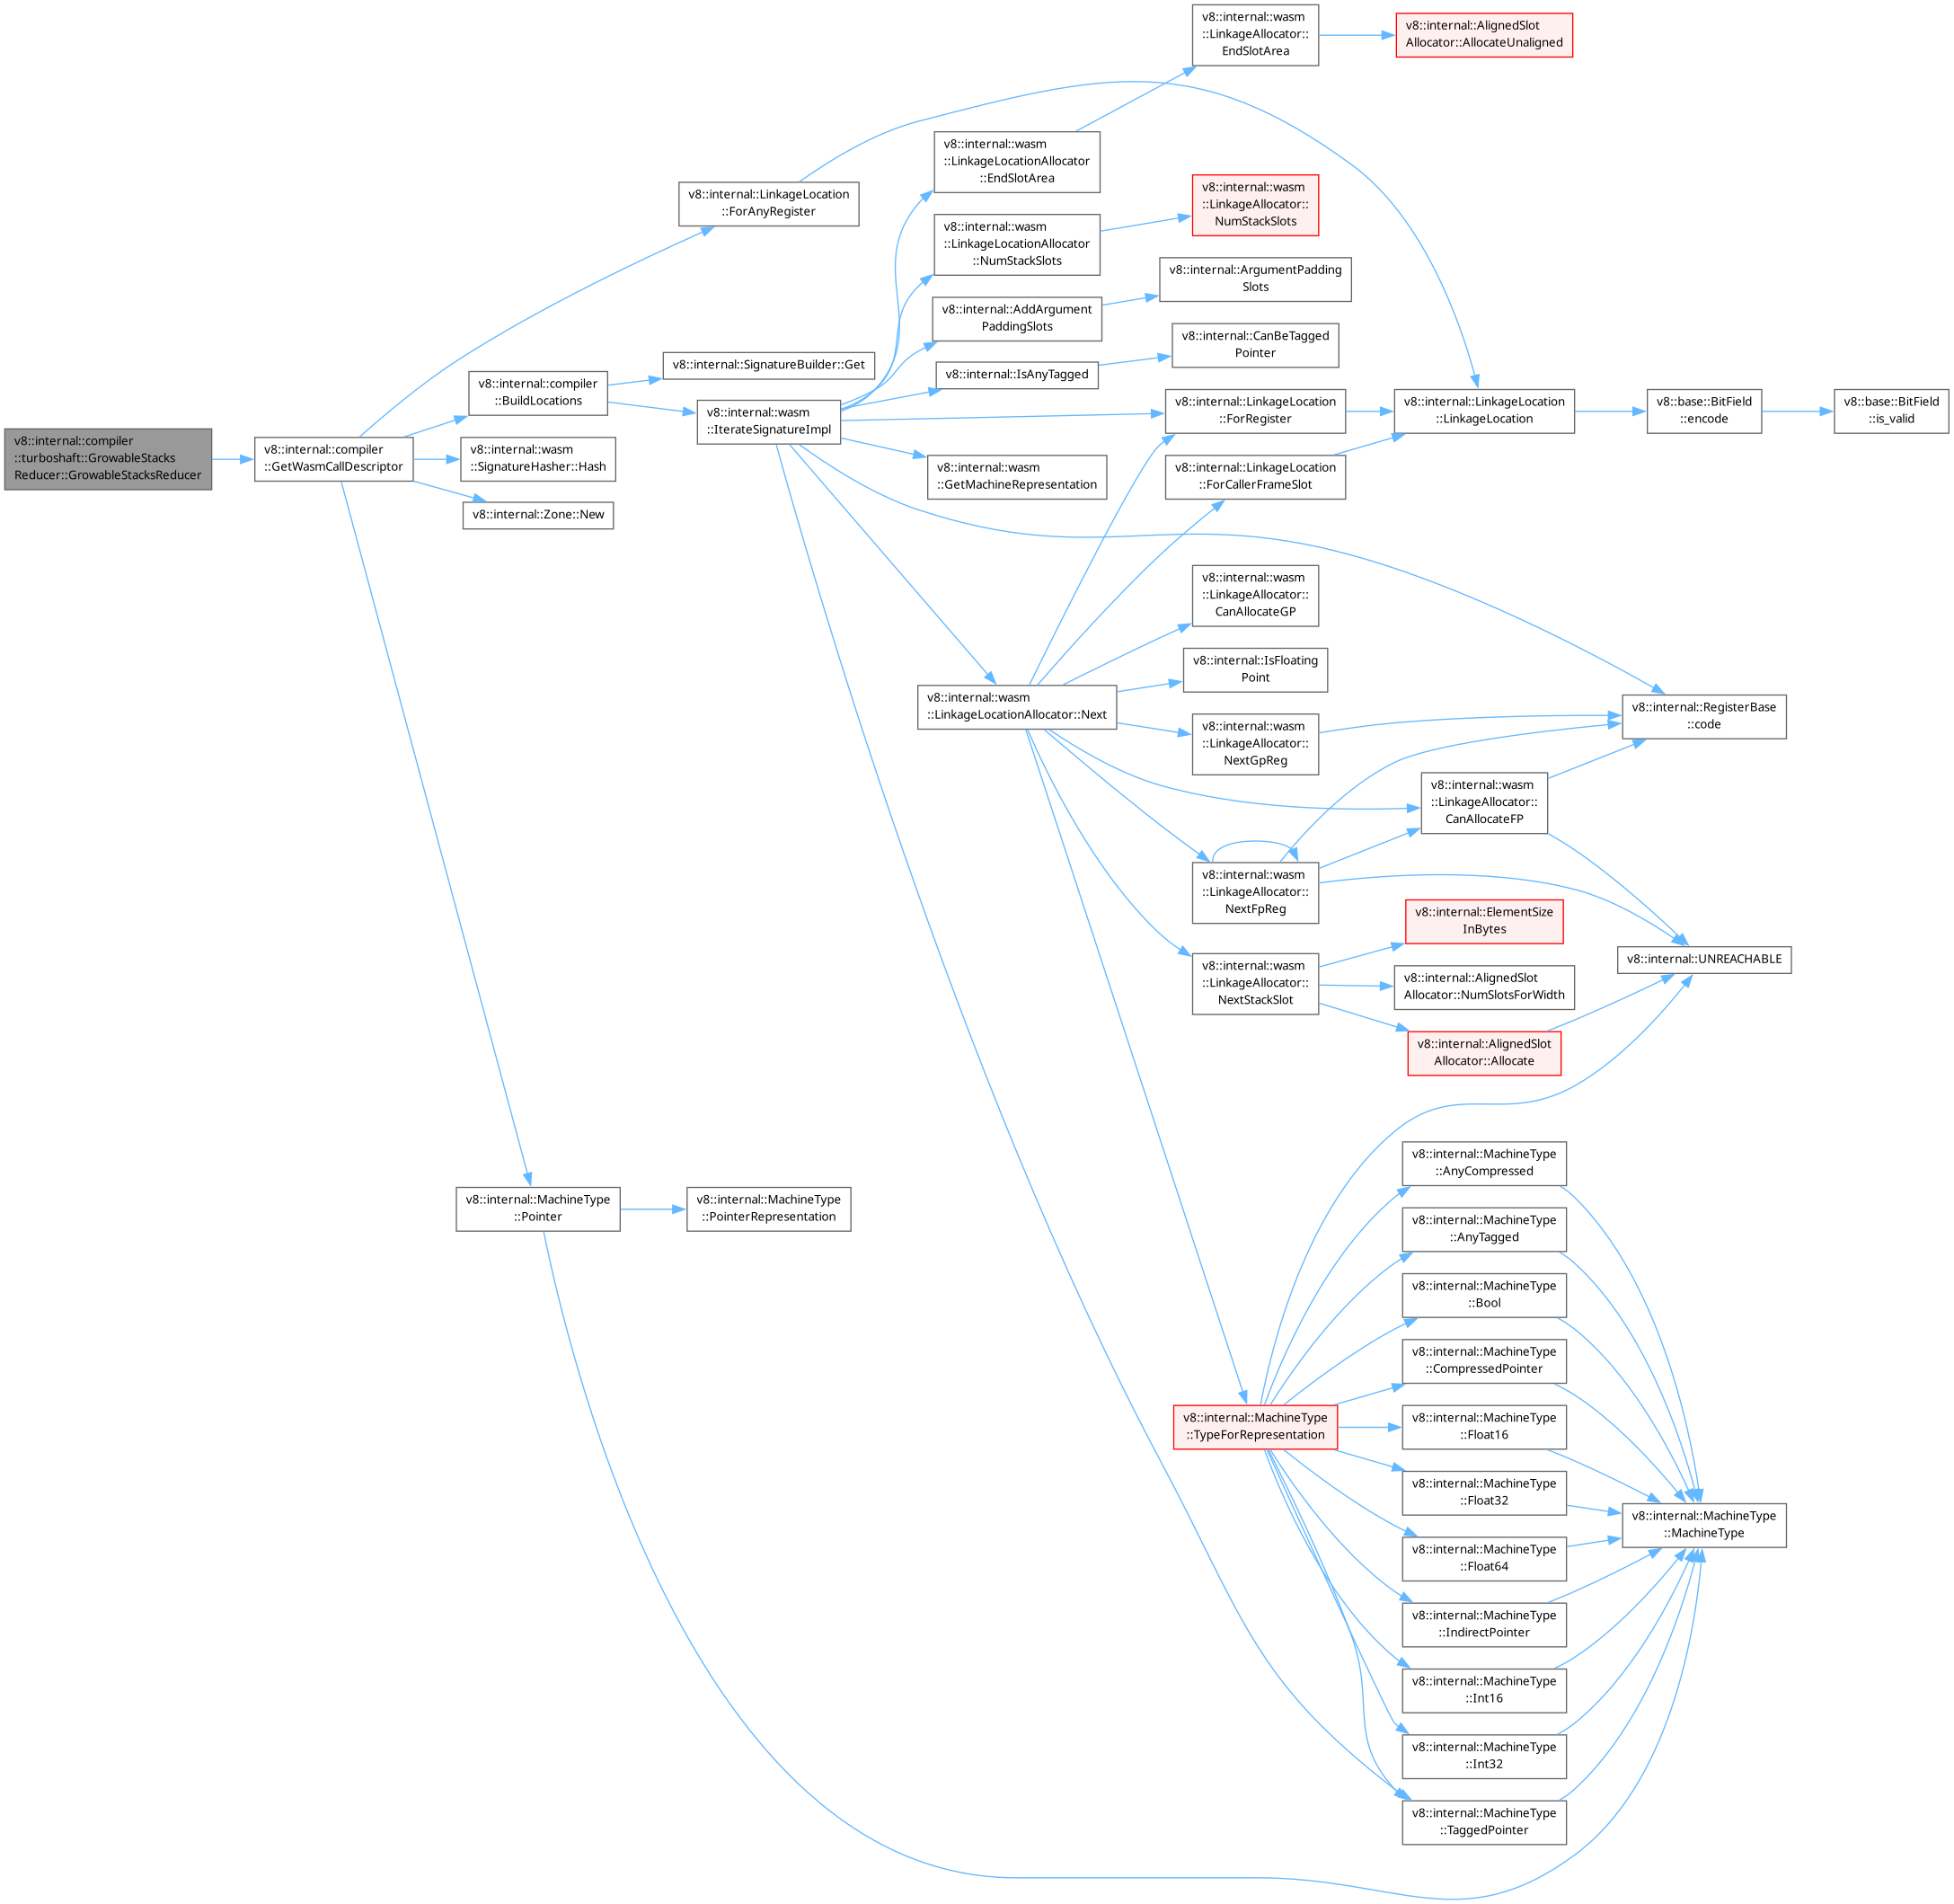 v8::internal::compiler
::turboshaft::GrowableStacks
Reducer::GrowableStacksReducer
v8::internal::compiler
::GetWasmCallDescriptor
v8::internal::compiler
::BuildLocations
v8::internal::wasm
::SignatureHasher::Hash
v8::internal::Zone::New
v8::internal::MachineType
::Pointer
v8::internal::LinkageLocation
::ForAnyRegister
v8::internal::SignatureBuilder::Get
v8::internal::wasm
::IterateSignatureImpl
v8::internal::MachineType
::PointerRepresentation
v8::internal::wasm
::LinkageLocationAllocator
::EndSlotArea
v8::internal::wasm
::LinkageLocationAllocator
::NumStackSlots
v8::internal::AddArgument
PaddingSlots
v8::internal::IsAnyTagged
v8::internal::wasm
::GetMachineRepresentation
v8::internal::wasm
::LinkageLocationAllocator::Next
v8::internal::wasm
::LinkageAllocator::
EndSlotArea
v8::internal::wasm
::LinkageAllocator::
NumStackSlots
v8::internal::ArgumentPadding
Slots
v8::internal::CanBeTagged
Pointer
v8::internal::LinkageLocation
::ForRegister
v8::internal::LinkageLocation
::ForCallerFrameSlot
v8::internal::wasm
::LinkageAllocator::
CanAllocateGP
v8::internal::IsFloating
Point
v8::internal::wasm
::LinkageAllocator::
NextGpReg
v8::internal::wasm
::LinkageAllocator::
NextFpReg
v8::internal::wasm
::LinkageAllocator::
NextStackSlot
v8::internal::MachineType
::TypeForRepresentation
v8::internal::AlignedSlot
Allocator::AllocateUnaligned
v8::internal::LinkageLocation
::LinkageLocation
v8::internal::wasm
::LinkageAllocator::
CanAllocateFP
v8::internal::ElementSize
InBytes
v8::internal::AlignedSlot
Allocator::NumSlotsForWidth
v8::internal::AlignedSlot
Allocator::Allocate
v8::internal::MachineType
::AnyCompressed
v8::internal::MachineType
::AnyTagged
v8::internal::MachineType
::Bool
v8::internal::MachineType
::CompressedPointer
v8::internal::MachineType
::Float16
v8::internal::MachineType
::Float32
v8::internal::MachineType
::Float64
v8::internal::MachineType
::IndirectPointer
v8::internal::MachineType
::Int16
v8::internal::MachineType
::Int32
v8::internal::MachineType
::TaggedPointer
v8::base::BitField
::encode
v8::internal::RegisterBase
::code
v8::internal::UNREACHABLE
v8::internal::MachineType
::MachineType
v8::base::BitField
::is_valid